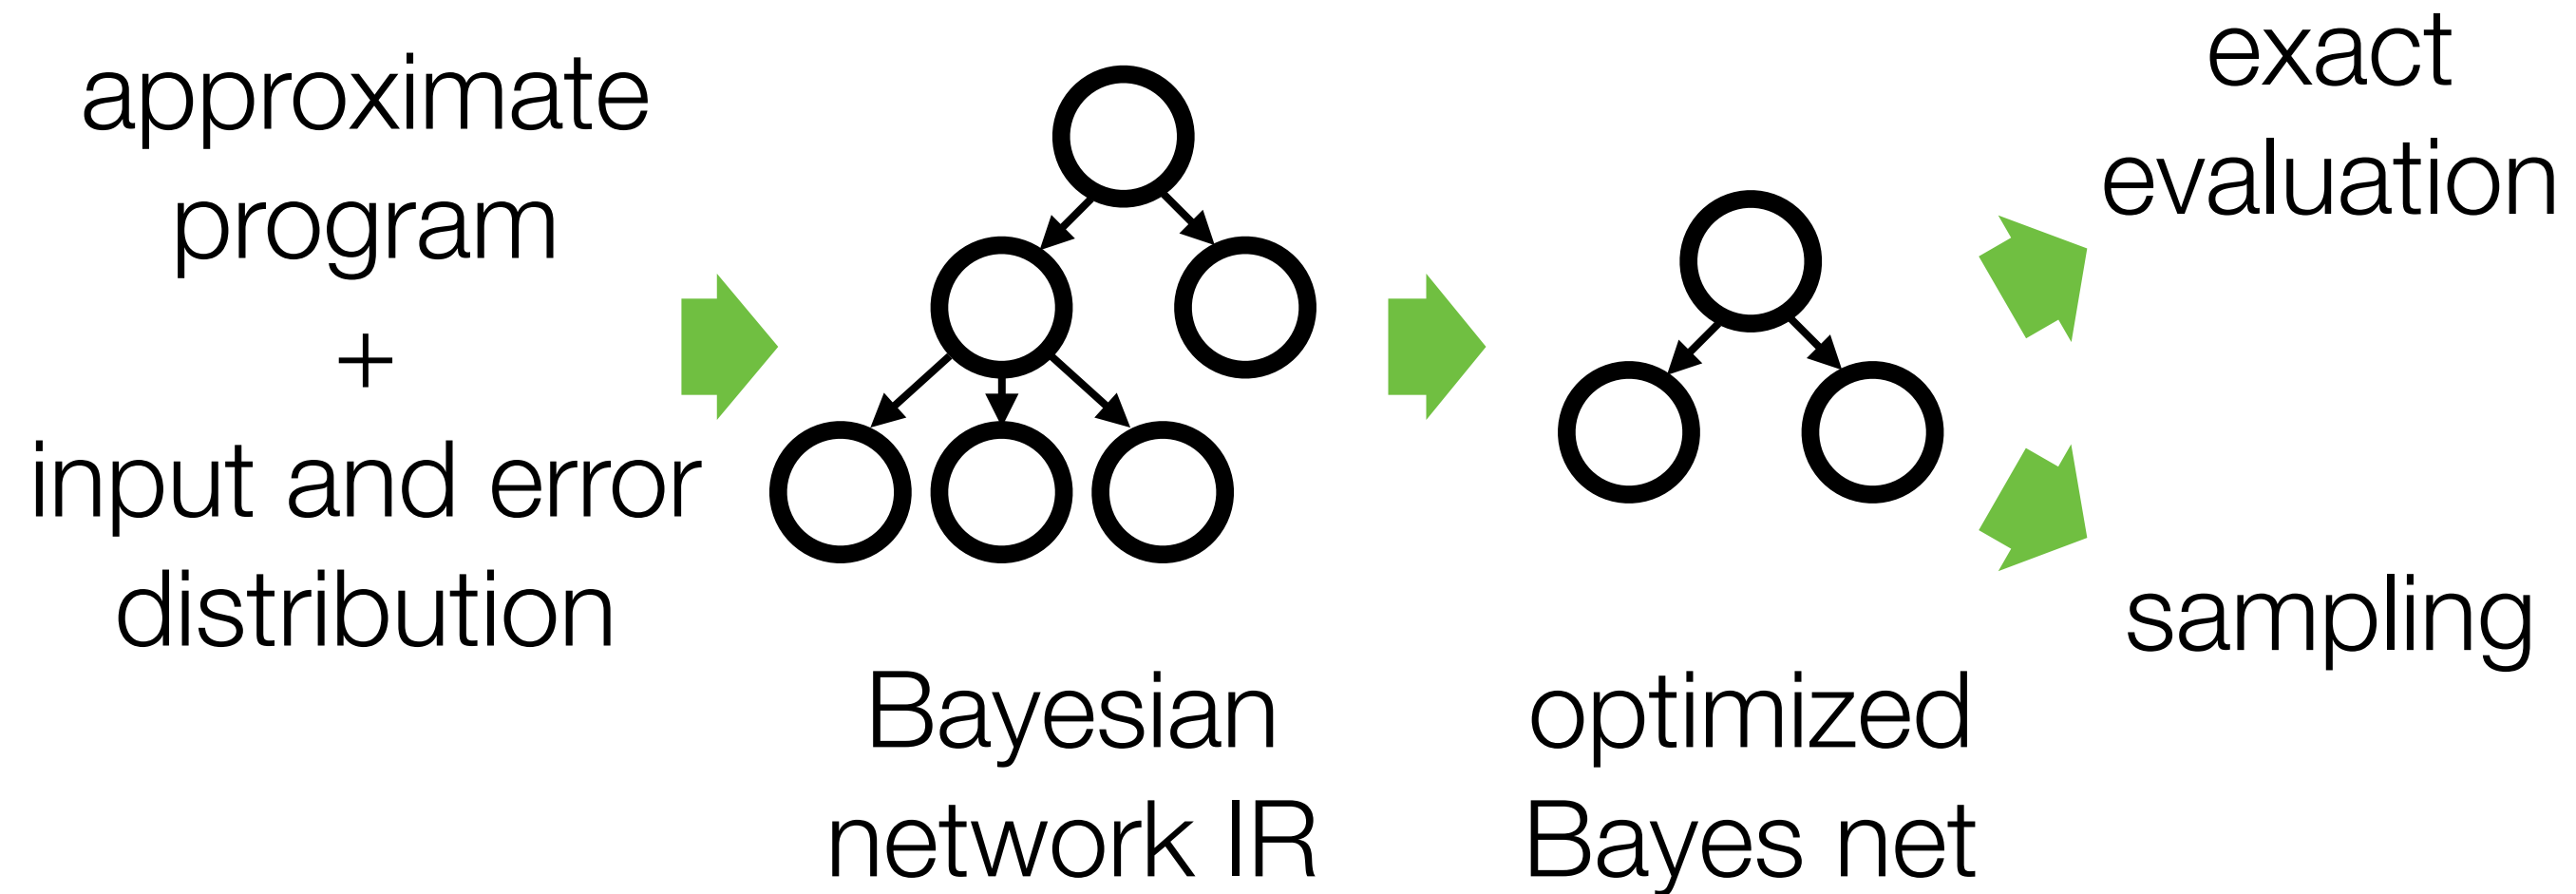 approximate
program
+
input and error
distribution
Bayesian
network IR
optimized
Bayes net
exact
evaluation
sampling